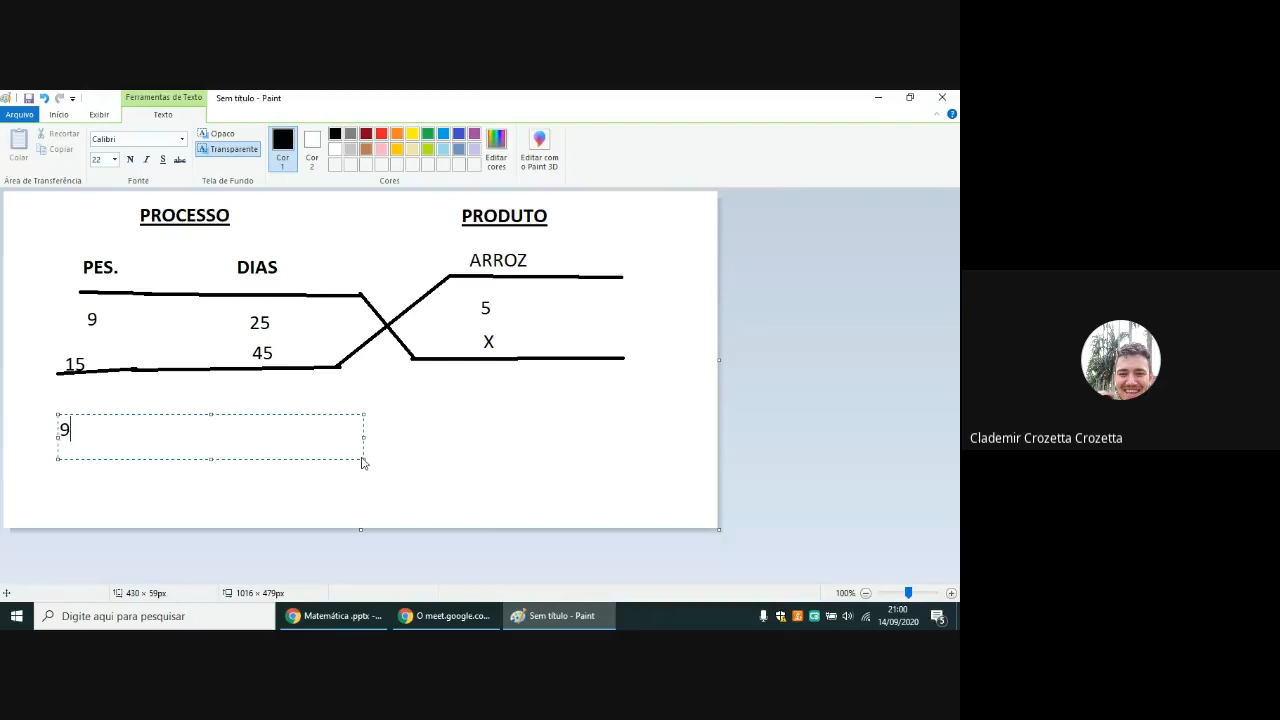 Ferramentas de Texto Sem título - Paint
Arquivo Início Exibir Texto
Colar Recortar Copiar
Área de Transferência
Calibri
22 N I S abc
Fonte
Opaco
Transparente
Tela de Fundo
Cor 1 Cor 2
Editar cores
Cores
Editar com o Paint 3D
PROCESSO PRODUTO
PES. DIAS ARROZ
9 25 5
15 45 X
9
Clademir Crozetta Crozetta
430 × 59px 1016 × 479px 100%
Digite aqui para pesquisar Matemática .pptx -... O meet.google.co... Sem título - Paint 21:00
14/09/2020 5